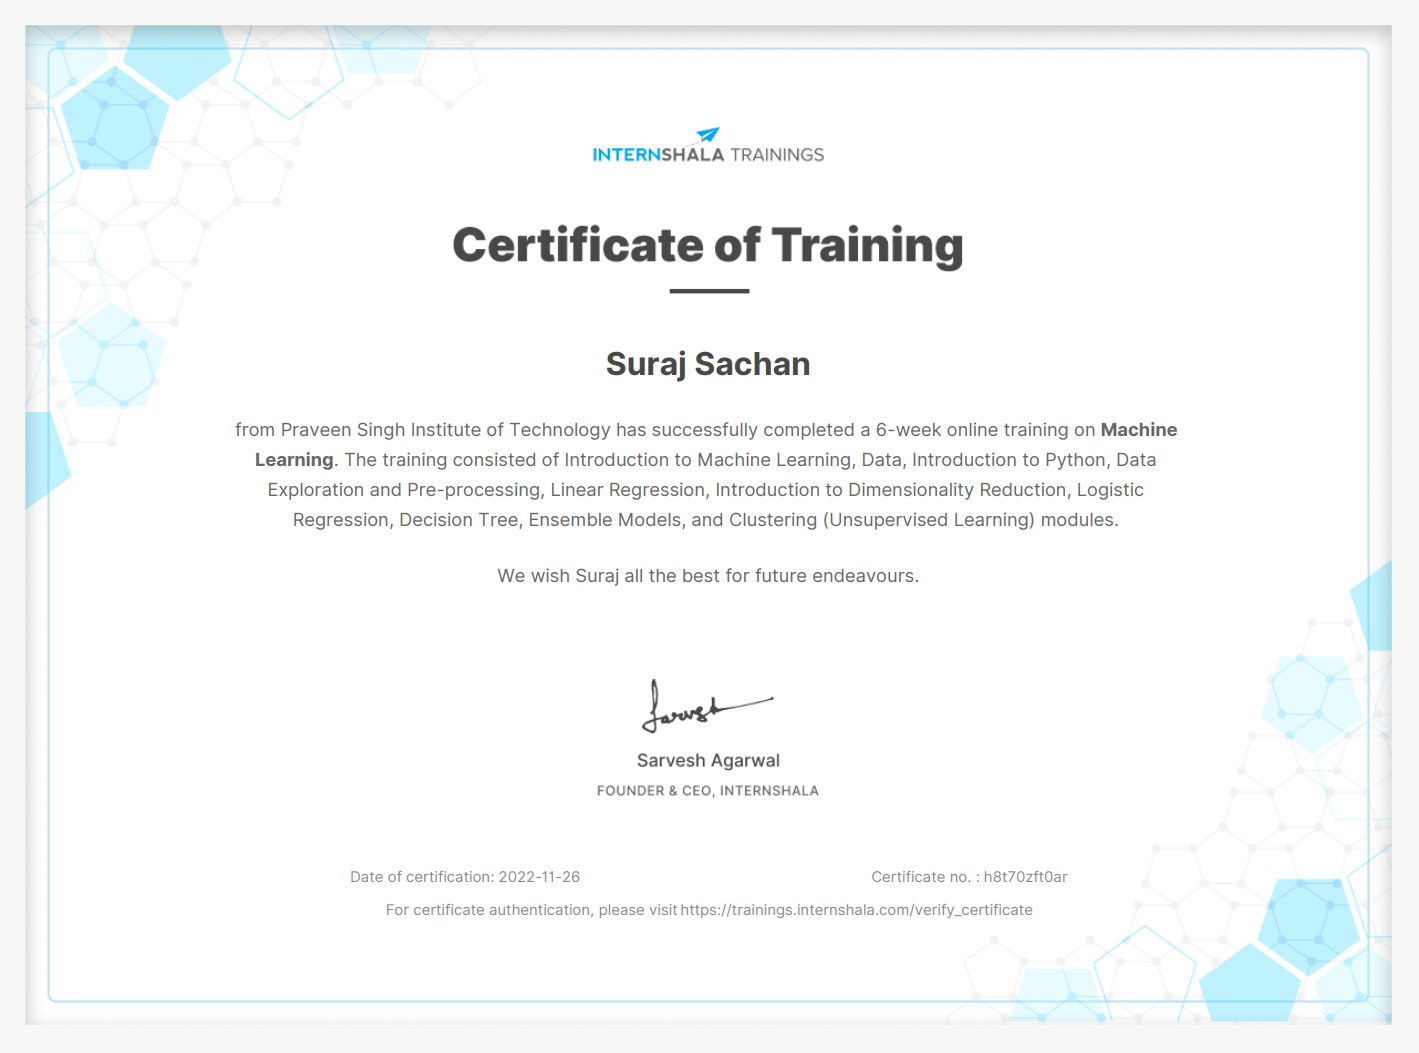 INTERNSHALA TRAININGS
Certificate of Training
Suraj Sachan
from Praveen Singh Institute of Technology has successfully completed a 6-week online training on Machine
Learning. The training consisted of Introduction to Machine Learning, Data, Introduction to Python, Data
Exploration and Pre-processing, Linear Regression, Introduction to Dimensionality Reduction, Logistic
Regression, Decision Tree, Ensemble Models, and Clustering (Unsupervised Learning) modules.
We wish Suraj all the best for future endeavours.
Sarvesh Agarwal
FOUNDER & CEO, INTERNSHALA
Date of certification: 2022-11-26 Certificate no. : h8t70zft0ar
For certificate authentication, please visit https://trainings.internshala.com/verify_certificate